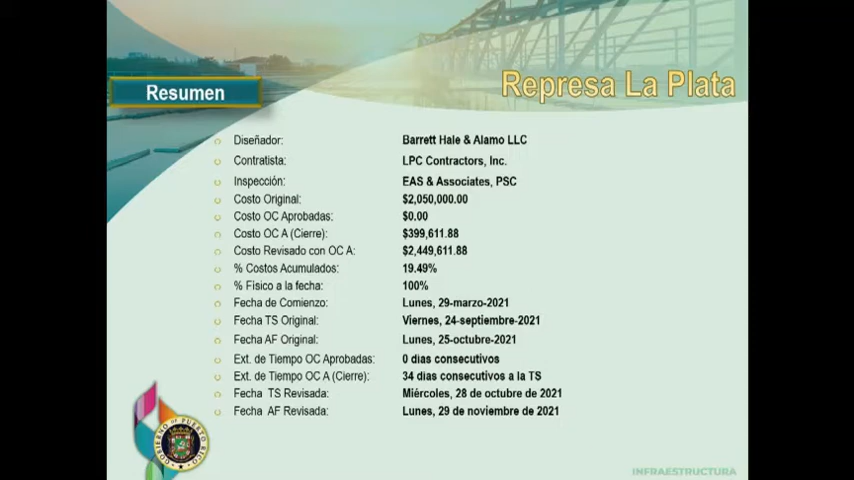 Resumen
Represa La Plata
Diseñador: Barrett Hale & Alamo LLC
Contratista: LPC Contractors, Inc.
Inspección: EAS & Associates, PSC
Costo Original: $2,050,000.00
Costo OC Aprobadas: $0.00
Costo OC A (Cierre): $399,611.88
Costo Revisado con OC A: $2,449,611.88
% Costos Acumulados: 19.49%
% Físico a la fecha: 100%
Fecha de Comienzo: Lunes, 29-marzo-2021
Fecha TS Original: Viernes, 24-septiembre-2021
Fecha AF Original: Lunes, 25-octubre-2021
Ext. de Tiempo OC Aprobadas: 0 días consecutivos
Ext. de Tiempo OC A (Cierre): 34 días consecutivos a la TS
Fecha TS Revisada: Miércoles, 28 de octubre de 2021
Fecha AF Revisada: Lunes, 29 de noviembre de 2021
GOBIERNO DE PUERTO RICO
INFRAESTRUCTURA